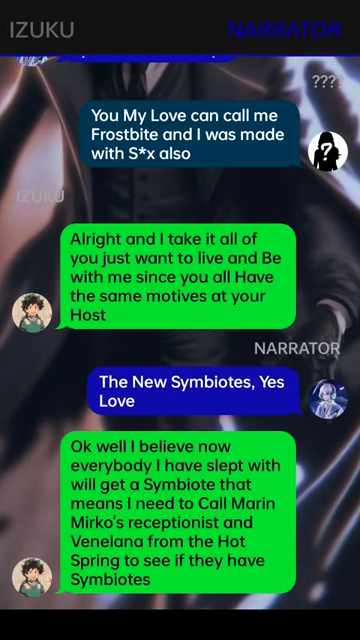 IZUKU
NARRATOR
????
You My Love can call me
Frostbite and I was made
with S*x also
IZUKU
Alright and I take it all of
you just want to live and Be
with me since you all Have
the same motives at your
Host
NARRATOR
The New Symbiotes, Yes
Love
Ok well I believe now
everybody I have slept with
will get a Symbiote that
means I need to Call Marin
Mirko's receptionist and
Venelana from the Hot
Spring to see if they have
Symbiotes